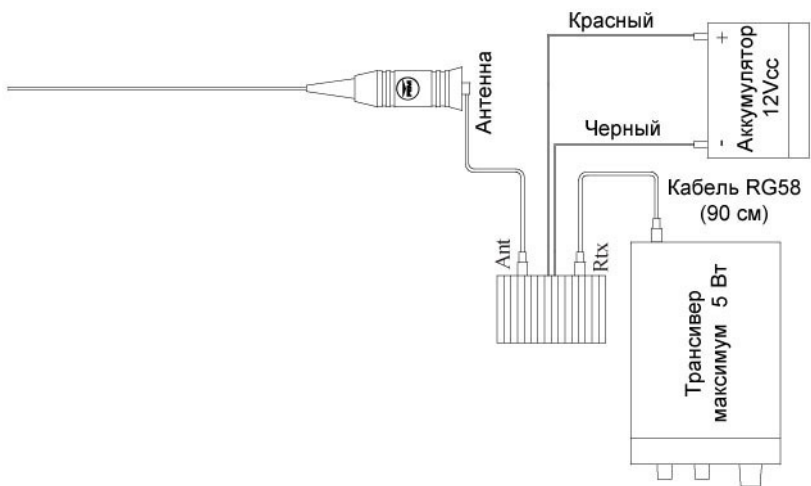 Красный
+
Аккумулятор
12Vcc
Антенна
Черный
-
Кабель RG58
(90 см)
Ant
Rtx
Трансивер
максимум 5 Вт